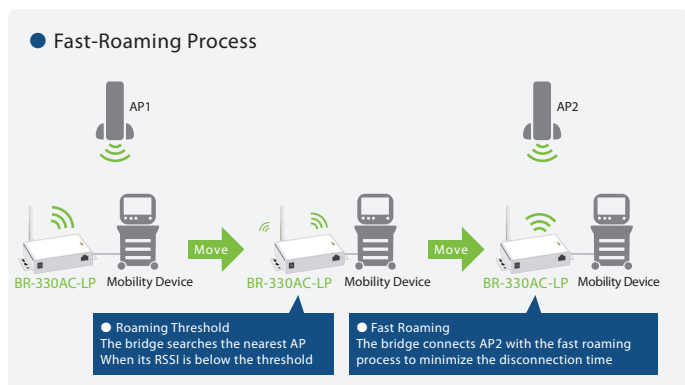 ● Fast-Roaming Process
AP1
AP2
Move
Move
BR-330AC-LP Mobility Device
BR-330AC-LP Mobility Device
BR-330AC-LP Mobility Device
● Roaming Threshold
The bridge searches the nearest AP
When its RSSI is below the threshold
● Fast Roaming
The bridge connects AP2 with the fast roaming
process to minimize the disconnection time